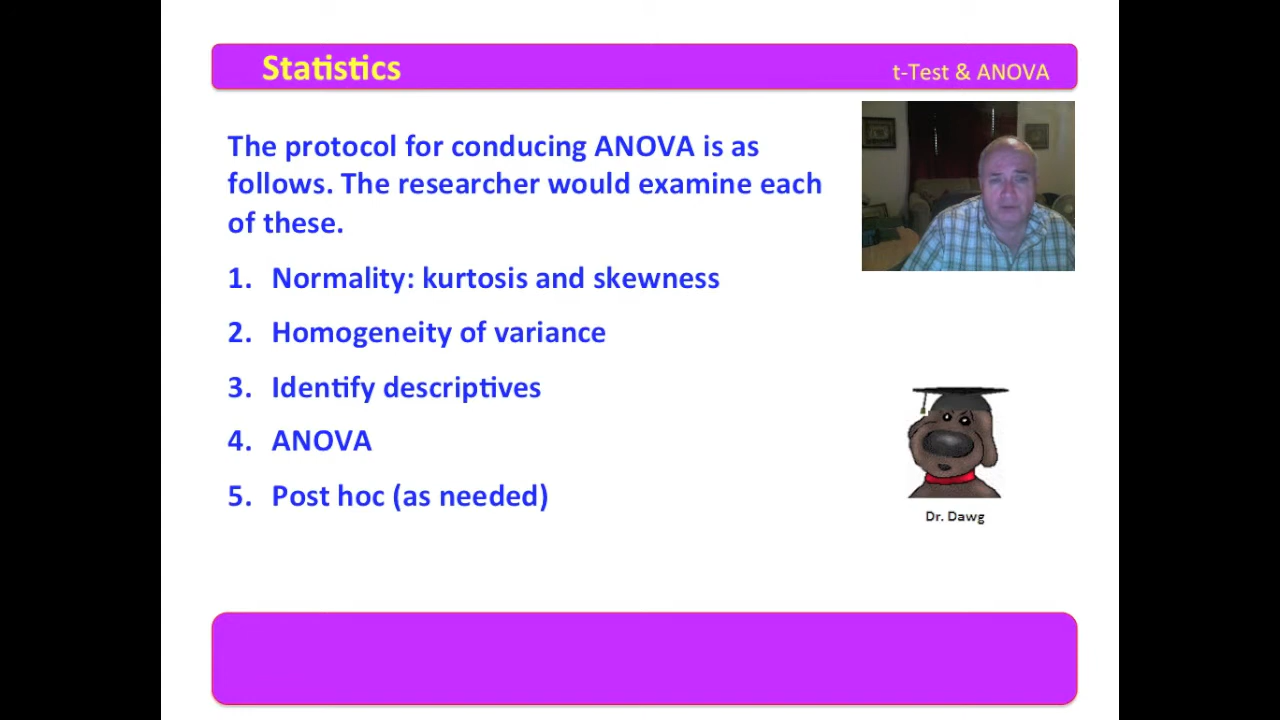 Statistics
t-Test & ANOVA
The protocol for conducing ANOVA is as
follows. The researcher would examine each
of these.
1. Normality: kurtosis and skewness
2. Homogeneity of variance
3. Identify descriptives
4. ANOVA
5. Post hoc (as needed)
Dr. Dawg